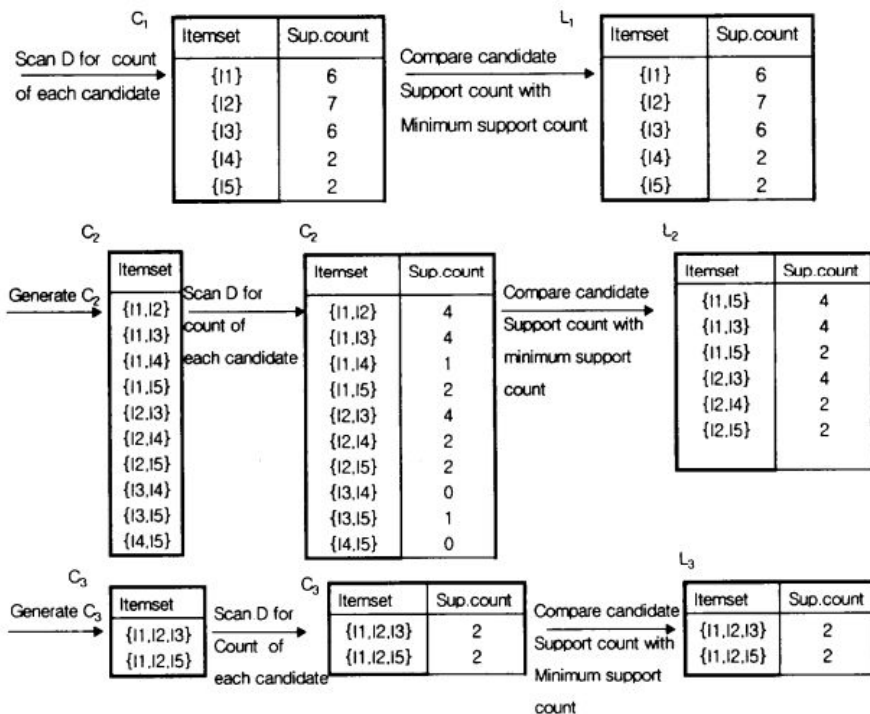 C1
Itemset Sup.count
{I1} 6
{I2} 7
{I3} 6
{I4} 2
{I5} 2
Scan D for count
of each candidate
Compare candidate
Support count with
Minimum support count
L1
Itemset Sup.count
{I1} 6
{I2} 7
{I3} 6
{I4} 2
{I5} 2
Generate C2
C2
Itemset
{I1,I2}
{I1,I3}
{I1,I4}
{I1,I5}
{I2,I3}
{I2,I4}
{I2,I5}
{I3,I4}
{I3,I5}
{I4,I5}
Scan D for
count of
each candidate
C2
Itemset Sup.count
{I1,I2} 4
{I1,I3} 4
{I1,I4} 1
{I1,I5} 2
{I2,I3} 4
{I2,I4} 2
{I2,I5} 2
{I3,I4} 0
{I3,I5} 1
{I4,I5} 0
Compare candidate
Support count with
minimum support
count
L2
Itemset Sup.count
{I1,I5} 4
{I1,I3} 4
{I1,I5} 2
{I2,I3} 4
{I2,I4} 2
{I2,I5} 2
Generate C3
C3
Itemset
{I1,I2,I3}
{I1,I2,I5}
Scan D for
Count of
each candidate
C3
Itemset Sup.count
{I1,I2,I3} 2
{I1,I2,I5} 2
Compare candidate
Support count with
Minimum support
count
L3
Itemset Sup.count
{I1,I2,I3} 2
{I1,I2,I5} 2